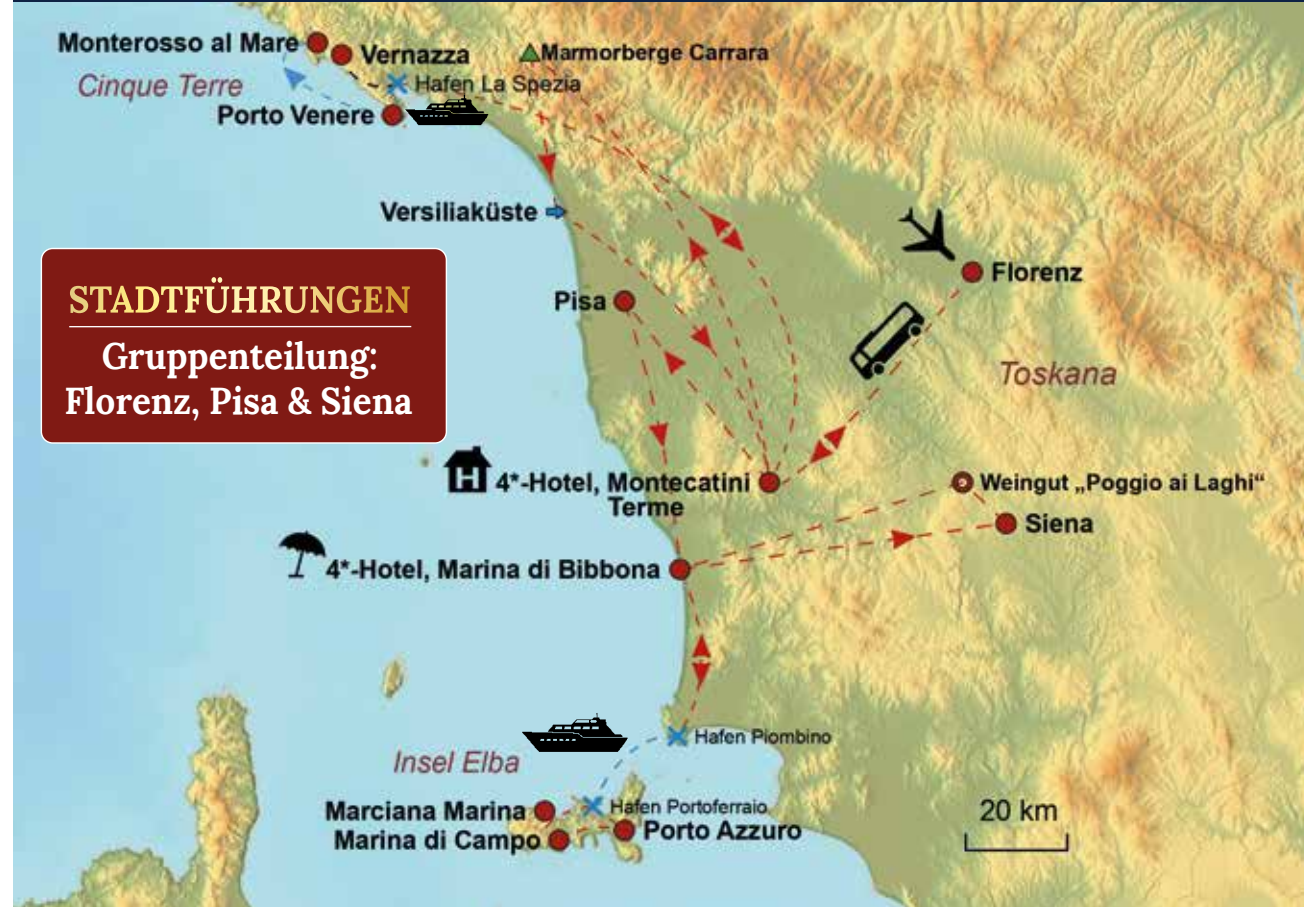 Monterosso al Mare
Vernazza
Marmorberge Carrara
Cinque Terre
Hafen La Spezia
Porto Venere
Versiliaküste
Florenz
STADTFÜHRUNGEN
Gruppenteilung:
Florenz, Pisa & Siena
Pisa
Toskana
H 4*-Hotel, Montecatini
Terme
Weingut „Poggio ai Laghi“
Siena
4*-Hotel, Marina di Bibbona
Hafen Piombino
Insel Elba
Marciana Marina
Hafen Portoferraio
20 km
Marina di Campo
Porto Azzuro